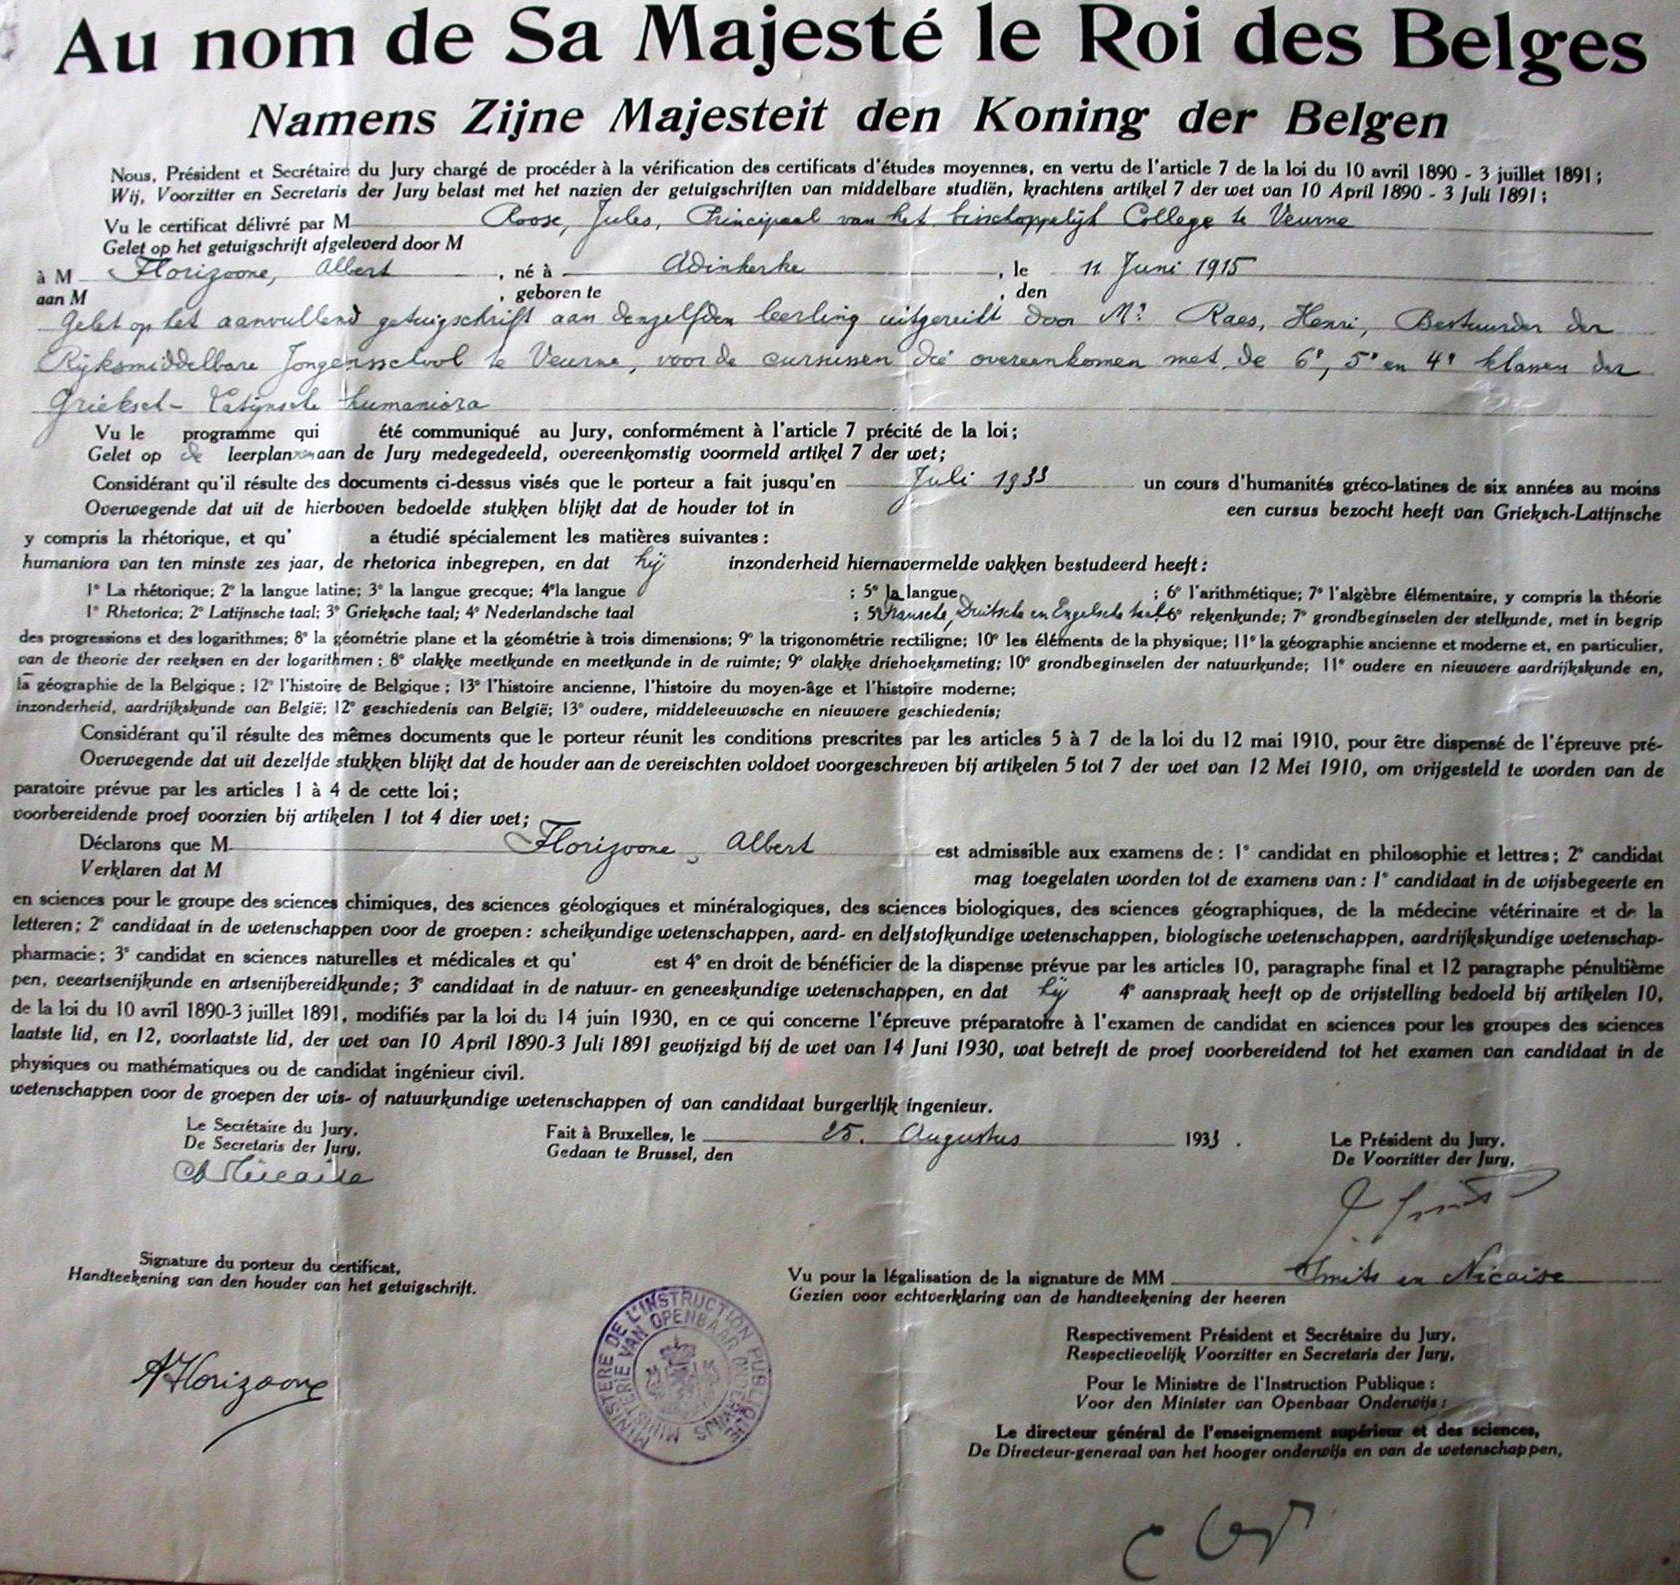 Au nom de Sa Majesté le Roi des Belges
Namens Zijne Majesteit den Koning der Belgen
Nous, Président et Secrétaire du Jury chargé de procéder à la vérification des certificats d'études moyennes, en vertu de l'article 7 de la loi du 10 avril 1890 - 3 juillet 1891;
Wij, Voorzitter en Secretaris der Jury belast met het nazien der getuigschriften van middelbare studiën, krachtens artikel 7 der wet van 10 April 1890 - 3 Juli 1891;
Vu le certificat délivré par M Roose, Jules, Principaal van het bisschoppelijk College te Veurne
Gelet op het getuigschrift afgeleverd door M
à M Florizoone, Albert , né à Adinkerke , le 11 Juni 1915
aan M , geboren te , den
Gelet op het aanvullend getuigschrift aan denzelfden leerling uitgereikt door Mr Raes, Henri, Bestuurder der
Rijksmiddelbare Jongensschool te Veurne, voor de cursussen die overeenkomen met de 6e, 5e en 4e klassen der
Grieksch-Latijnsche humaniora
Vu le programme qui été communiqué au Jury, conformément à l'article 7 précité de la loi;
Gelet op de leerplan aan de Jury medegedeeld, overeenkomstig voormeld artikel 7 der wet;
Considérant qu'il résulte des documents ci-dessus visés que le porteur a fait jusqu'en Juli 1933 un cours d'humanités gréco-latines de six années au moins
Overwegende dat uit de hierboven bedoelde stukken blijkt dat de houder tot in een cursus bezocht heeft van Grieksch-Latijnsche
y compris la rhétorique, et qu' a étudié spécialement les matières suivantes :
humaniora van ten minste zes jaar, de rhetorica inbegrepen, en dat hij inzonderheid hiernavermelde vakken bestudeerd heeft :
1° La rhétorique; 2° la langue latine; 3° la langue grecque; 4° la langue ; 5° la langue ; 6° l'arithmétique; 7° l'algèbre élémentaire, y compris la théorie
1° Rhetorica; 2° Latijnsche taal; 3° Grieksche taal; 4° Nederlandsche taal ; 5° Fransche, Duitsche en Engelsche taal 6° rekenkunde; 7° grondbeginselen der stelkunde, met in begrip
des progressions et des logarithmes; 8° la géométrie plane et la géométrie à trois dimensions; 9° la trigonométrie rectiligne; 10° les éléments de la physique; 11° la géographie ancienne et moderne et, en particulier,
van de theorie der reeksen en der logarithmen ; 8° vlakke meetkunde en meetkunde in de ruimte; 9° vlakke driehoeksmeting; 10° grondbeginselen der natuurkunde; 11° oudere en nieuwere aardrijkskunde en,
la géographie de la Belgique ; 12° l'histoire de Belgique ; 13° l'histoire ancienne, l'histoire du moyen-âge et l'histoire moderne;
inzonderheid, aardrijkskunde van België; 12° geschiedenis van België; 13° oudere, middeleeuwsche en nieuwere geschiedenis;
Considérant qu'il résulte des mêmes documents que le porteur réunit les conditions prescrites par les articles 5 à 7 de la loi du 12 mai 1910, pour être dispensé de l'épreuve pré-
Overwegende dat uit dezelfde stukken blijkt dat de houder aan de vereischten voldoet voorgeschreven bij artikelen 5 tot 7 der wet van 12 Mei 1910, om vrijgesteld te worden van de
paratoire prévue par les articles 1 à 4 de cette loi;
voorbereidende proef voorzien bij artikelen 1 tot 4 dier wet;
Déclarons que M Florizoone, Albert est admissible aux examens de : 1° candidat en philosophie et lettres; 2° candidat
Verklaren dat M mag toegelaten worden tot de examens van : 1° candidaat in de wijsbegeerte en
en sciences pour le groupe des sciences chimiques, des sciences géologiques et minéralogiques, des sciences biologiques, des sciences géographiques, de la médecine vétérinaire et de la
letteren; 2° candidaat in de wetenschappen voor de groepen : scheikundige wetenschappen, aard- en delfstofkundige wetenschappen, biologische wetenschappen, aardrijkskundige wetenschap-
pharmacie; 3° candidat en sciences naturelles et médicales et qu' est 4° en droit de bénéficier de la dispense prévue par les articles 10, paragraphe final et 12 paragraphe pénultième
pen, veeartsenijkunde en artsenijbereidkunde; 3° candidaat in de natuur- en geneeskundige wetenschappen, en dat hij 4° aanspraak heeft op de vrijstelling bedoeld bij artikelen 10,
de la loi du 10 avril 1890-3 juillet 1891, modifiés par la loi du 14 juin 1930, en ce qui concerne l'épreuve préparatoire à l'examen de candidat en sciences pour les groupes des sciences
laatste lid, en 12, voorlaatste lid, der wet van 10 April 1890-3 Juli 1891 gewijzigd bij de wet van 14 Juni 1930, wat betreft de proef voorbereidend tot het examen van candidaat in de
physiques ou mathématiques ou de candidat ingénieur civil.
wetenschappen voor de groepen der wis- of natuurkundige wetenschappen of van candidaat burgerlijk ingenieur.
Le Secrétaire du Jury, Fait à Bruxelles, le 25. Augustus 1933 . Le Président du Jury,
De Secretaris der Jury, Gedaan te Brussel, den De Voorzitter der Jury,
Nicaise
Signature du porteur du certificat,
Handteekening van den houder van het getuigschrift.
Vu pour la légalisation de la signature de MM Smits en Nicaise
Gezien voor echtverklaring van de handteekening der heeren
Respectivement Président et Secrétaire du Jury,
Respectievelijk Voorzitter en Secretaris der Jury,
Pour le Ministre de l'Instruction Publique :
Voor den Minister van Openbaar Onderwijs :
Le directeur général de l'enseignement supérieur et des sciences,
De Directeur-generaal van het hooger onderwijs en van de wetenschappen,
AFlorizoone
MINISTERE DE L'INSTRUCTION PUBLIQUE
MINISTERIE VAN OPENBAAR ONDERWIJS